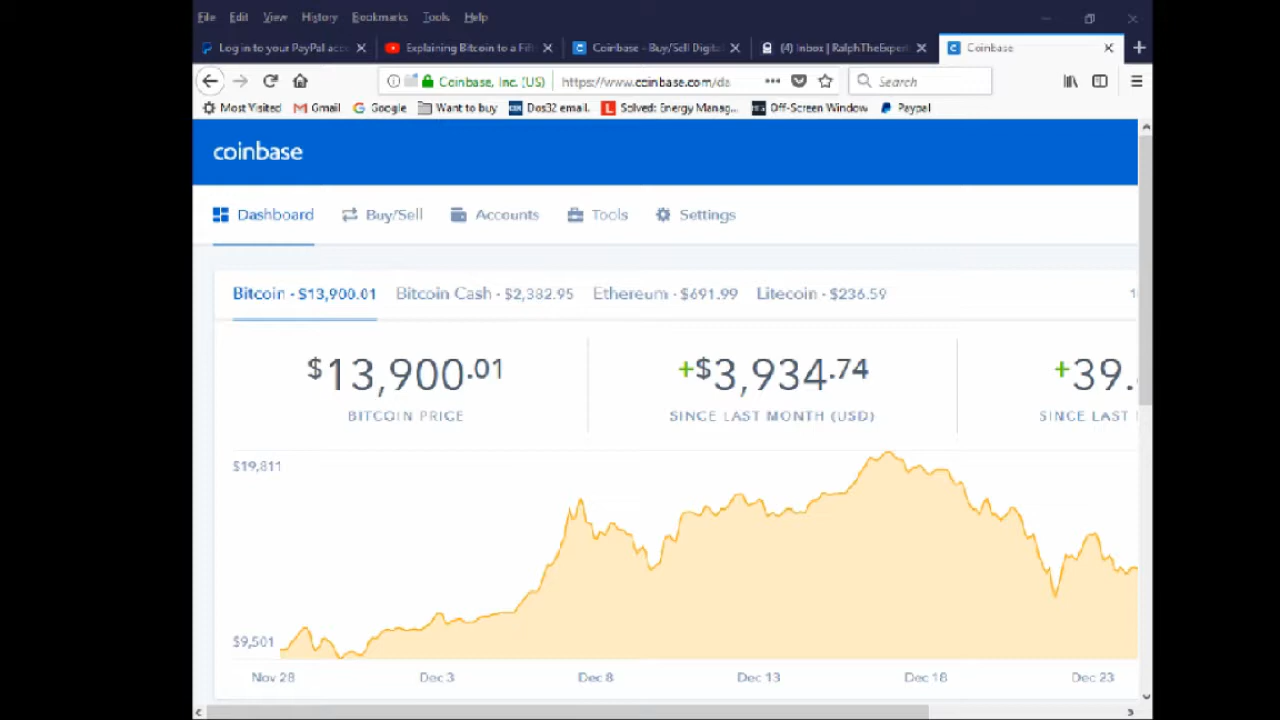 File Edit View History Bookmarks Tools Help
Log in to your PayPal acc Explaining Bitcoin to a Fift Coinbase - Buy/Sell Digital (4) Inbox | RalphTheExpert Coinbase
Coinbase, Inc. (US) https://www.coinbase.com/da Search
Most Visited Gmail Google Want to buy Dos32 email. Solved: Energy Manag... Off-Screen Window Paypal
coinbase
Dashboard Buy/Sell Accounts Tools Settings
Bitcoin · $13,900.01 Bitcoin Cash · $2,382.95 Ethereum · $691.99 Litecoin · $236.59
$13,900.01 +$3,934.74 +39.
BITCOIN PRICE SINCE LAST MONTH (USD) SINCE LAST
$19,811
$9,501
Nov 28 Dec 3 Dec 8 Dec 13 Dec 18 Dec 23